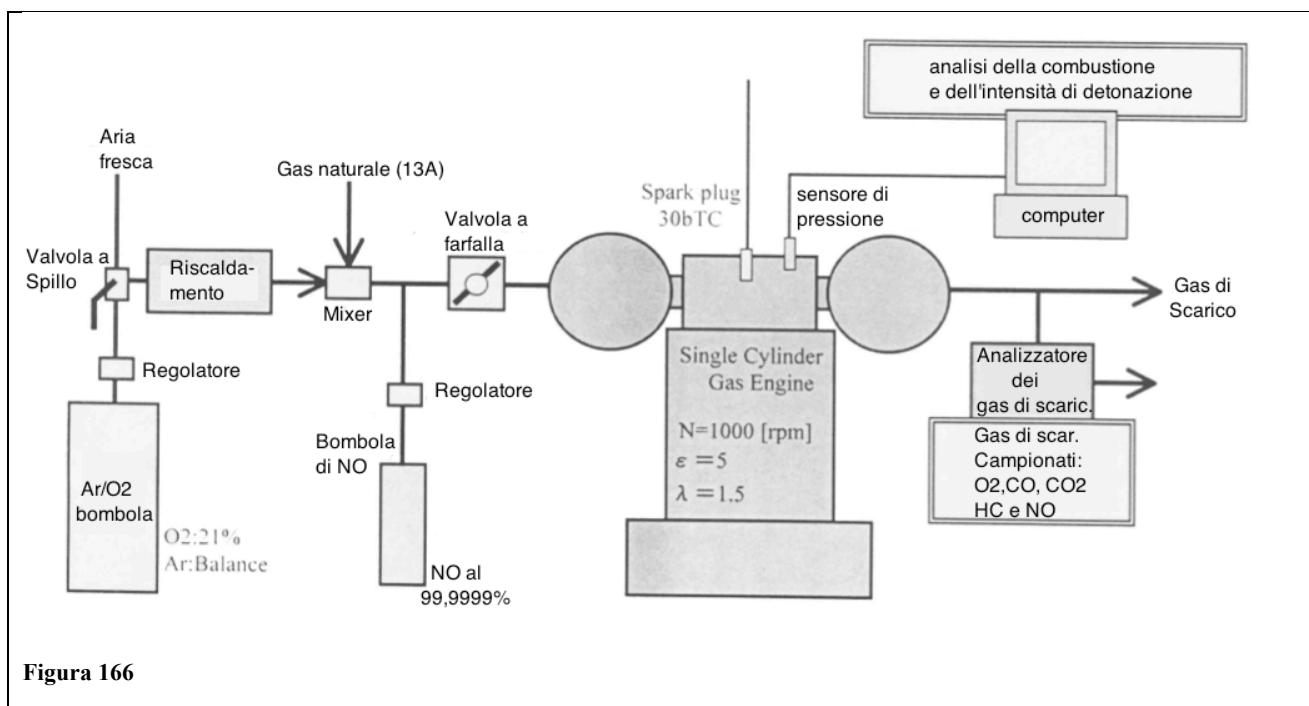 analisi della combustione
e dell'intensità di detonazione
Aria
fresca
Gas naturale (13A)
Spark plug
30bTC
sensore di
pressione
computer
Valvola a
farfalla
Valvola a
Spillo
Riscalda-
mento
Mixer
Gas di
Scarico
Regolatore
Regolatore
Single Cylinder
Gas Engine
N=1000 [rpm]
ε =5
λ =1.5
Analizzatore
dei
gas di scaric.
Gas di scar.
Campionati:
O2,CO, CO2
HC e NO
Bombola
di NO
Ar/O2
bombola
O2:21%
Ar:Balance
NO al
99,9999%
Figura 166